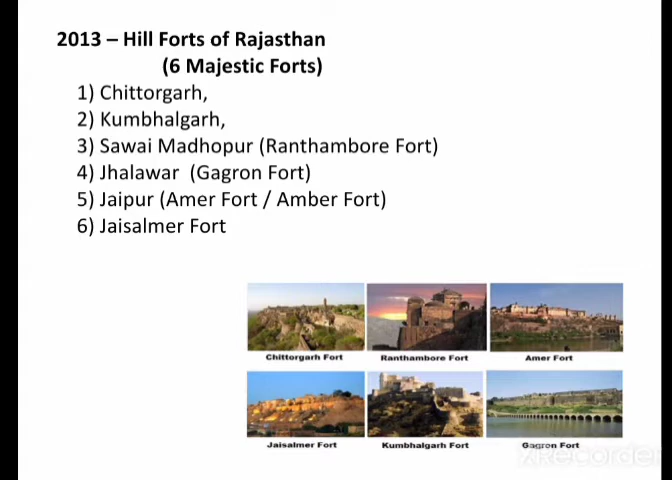 2013 – Hill Forts of Rajasthan
(6 Majestic Forts)
1) Chittorgarh,
2) Kumbhalgarh,
3) Sawai Madhopur (Ranthambore Fort)
4) Jhalawar (Gagron Fort)
5) Jaipur (Amer Fort / Amber Fort)
6) Jaisalmer Fort
Chittorgarh Fort Ranthambore Fort Amer Fort
Jaisalmer Fort Kumbhalgarh Fort Gagron Fort
XRecorder